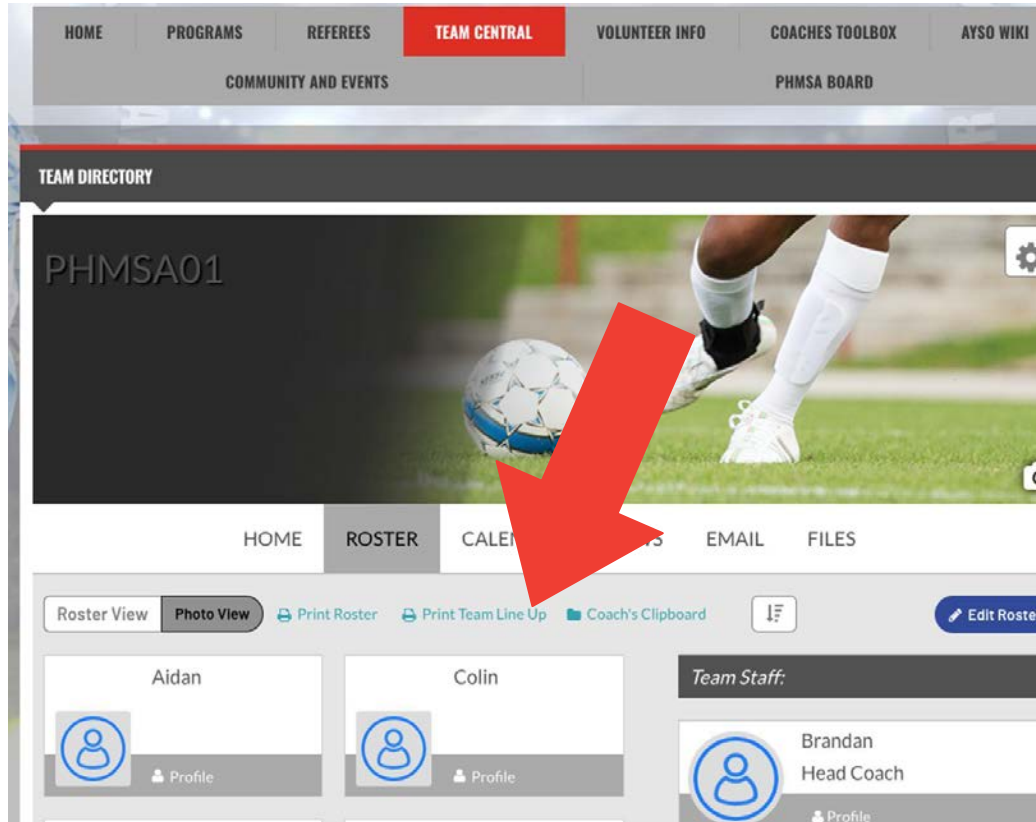 HOME PROGRAMS REFEREES TEAM CENTRAL VOLUNTEER INFO COACHES TOOLBOX AYSO WIKI
COMMUNITY AND EVENTS PHMSA BOARD
TEAM DIRECTORY
PHMSA01
HOME ROSTER CALEN S EMAIL FILES
Roster View Photo View Print Roster Print Team Line Up Coach's Clipboard Edit Roste
Aidan Colin Team Staff:
Profile Profile
Brandan
Head Coach
Profile